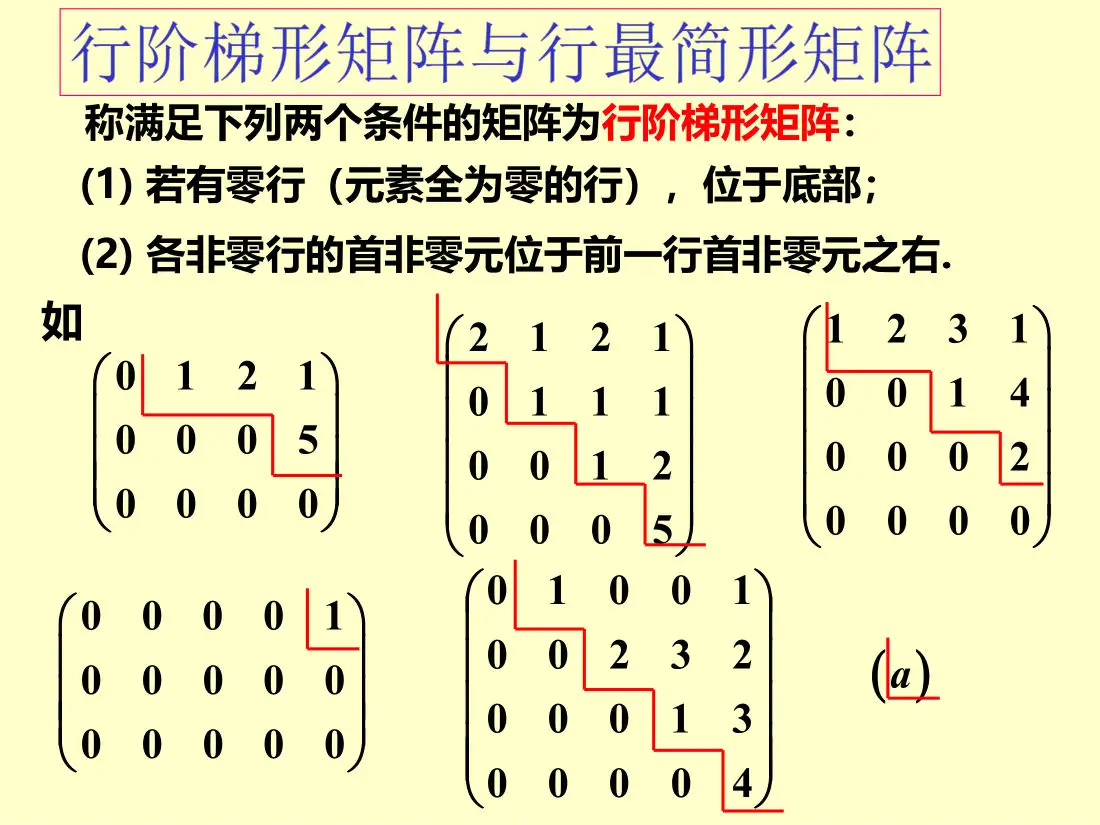 行阶梯形矩阵与行最简形矩阵
称满足下列两个条件的矩阵为行阶梯形矩阵：
(1) 若有零行（元素全为零的行），位于底部；
(2) 各非零行的首非零元位于前一行首非零元之右.
如
0 1 2 1
0 0 0 5
0 0 0 0
2 1 2 1
0 1 1 1
0 0 1 2
0 0 0 5
1 2 3 1
0 0 1 4
0 0 0 2
0 0 0 0
0 0 0 0 1
0 0 0 0 0
0 0 0 0 0
0 1 0 0 1
0 0 2 3 2
0 0 0 1 3
0 0 0 0 4
(a)